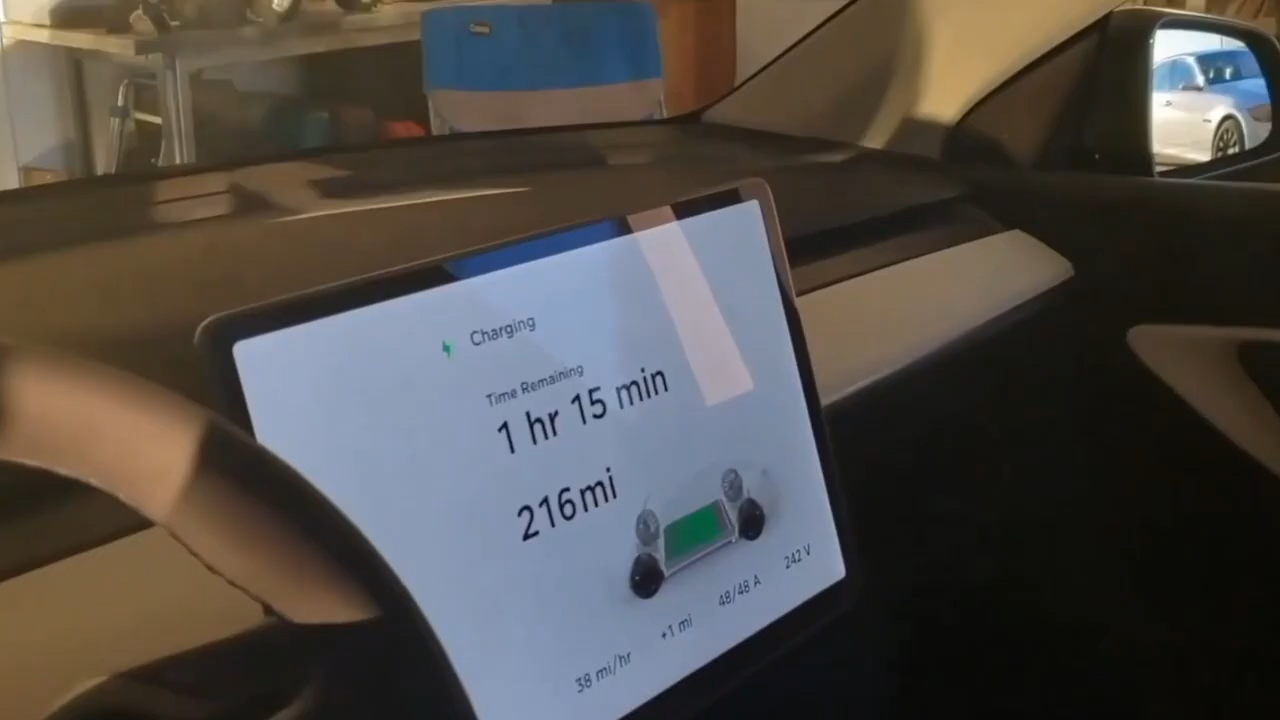 Charging
Time Remaining
1 hr 15 min
216mi
38 mi/hr
+1 mi
48/48 A
242 V